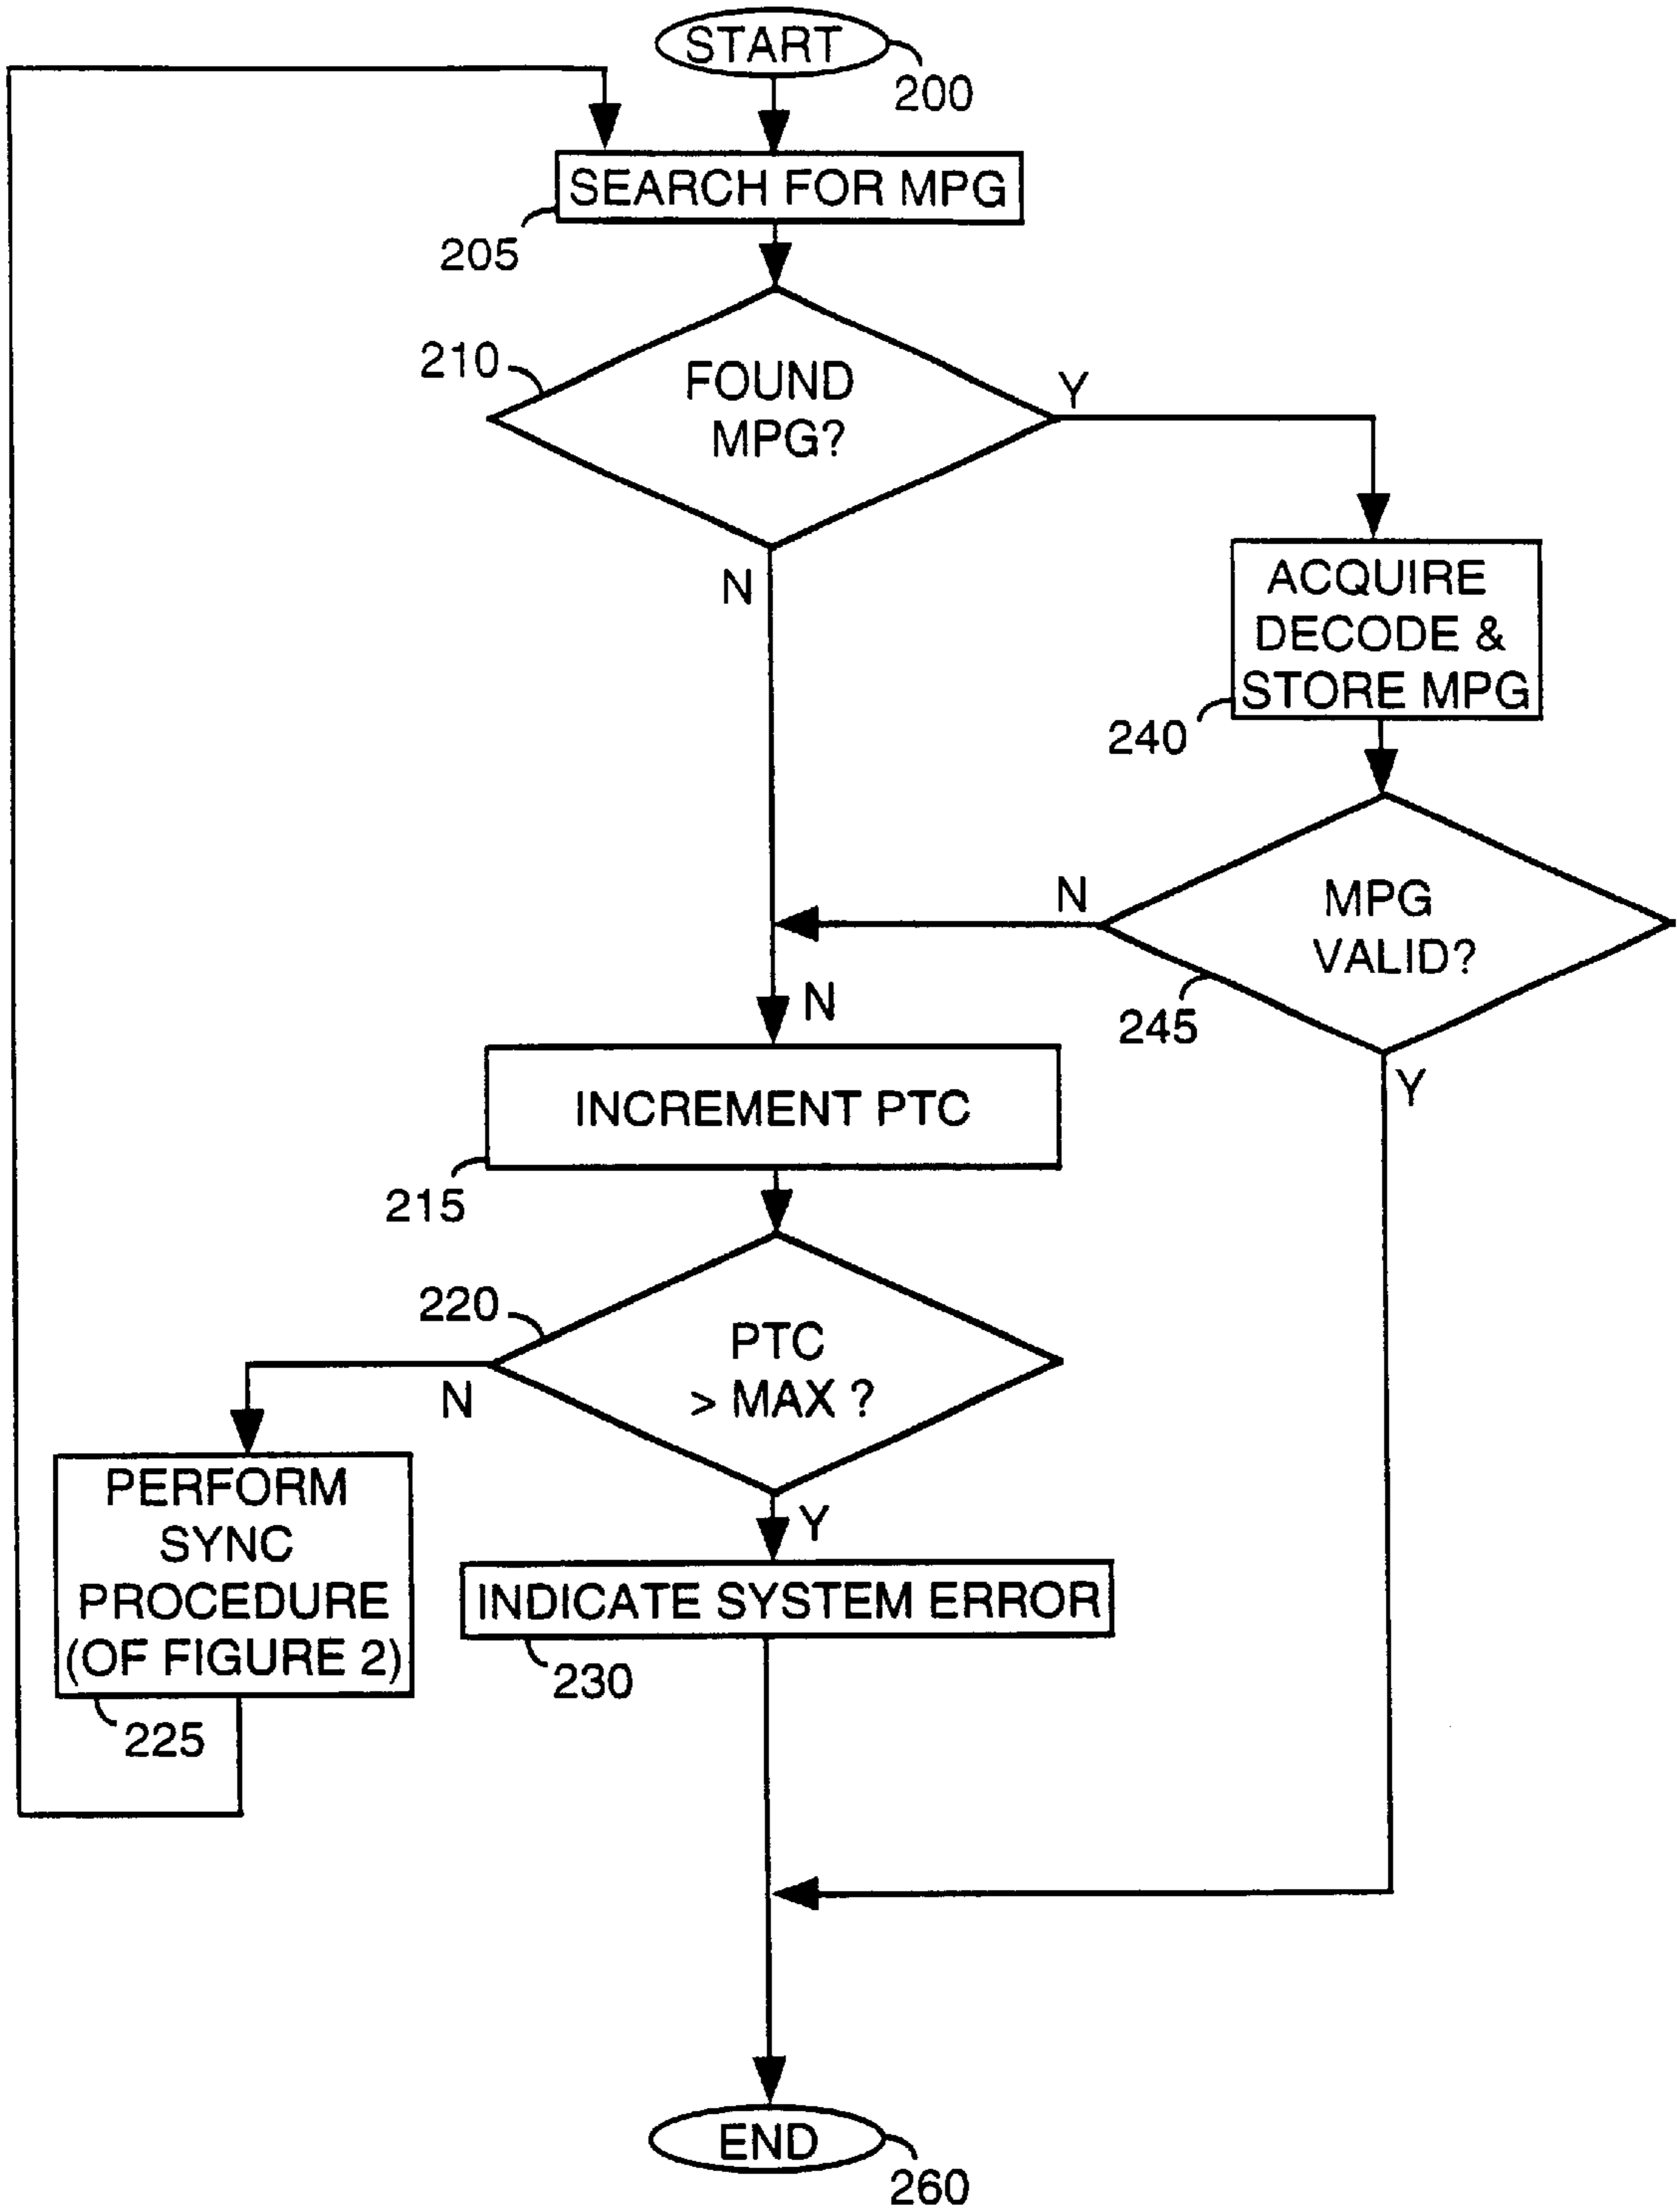 START
200
SEARCH FOR MPG
205
210
FOUND
MPG?
Y
N
ACQUIRE
DECODE &
STORE MPG
240
MPG
VALID?
N
245
Y
N
INCREMENT PTC
215
220
PTC
> MAX ?
N
Y
PERFORM
SYNC
PROCEDURE
(OF FIGURE 2)
225
INDICATE SYSTEM ERROR
230
END
260